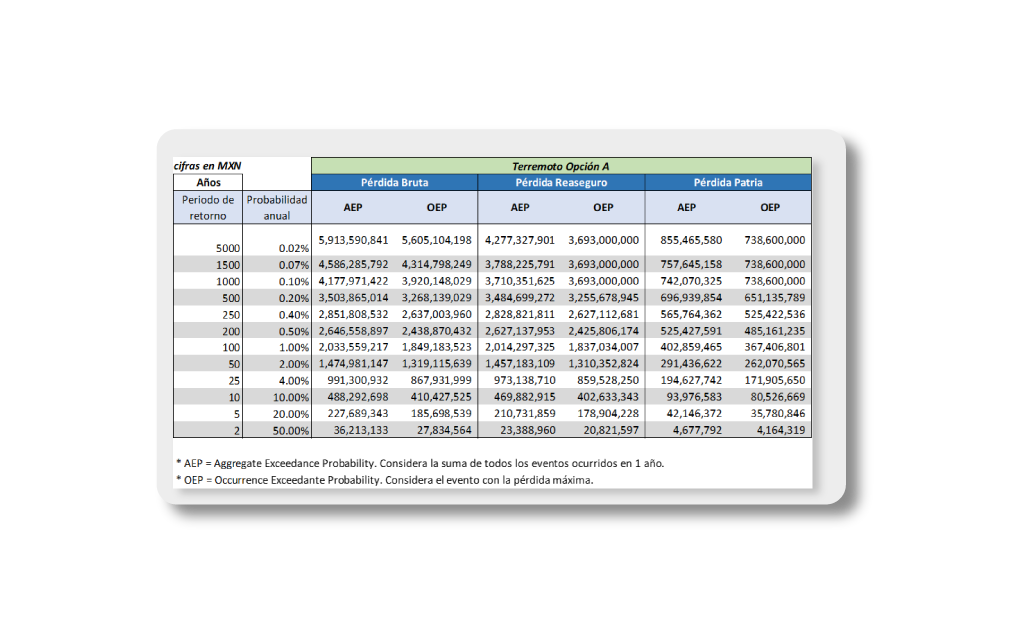 cifras en MXN Terremoto Opción A
Años Pérdida Bruta Pérdida Reaseguro Pérdida Patria
Periodo de retorno Probabilidad anual AEP OEP AEP OEP AEP OEP
5000 0.02% 5,913,590,841 5,605,104,198 4,277,327,901 3,693,000,000 855,465,580 738,600,000
1500 0.07% 4,586,285,792 4,314,798,249 3,788,225,791 3,693,000,000 757,645,158 738,600,000
1000 0.10% 4,177,971,422 3,920,148,029 3,710,351,625 3,693,000,000 742,070,325 738,600,000
500 0.20% 3,503,865,014 3,268,139,029 3,484,699,272 3,255,678,945 696,939,854 651,135,789
250 0.40% 2,851,808,532 2,637,003,960 2,828,821,811 2,627,112,681 565,764,362 525,422,536
200 0.50% 2,646,558,897 2,438,870,432 2,627,137,953 2,425,806,174 525,427,591 485,161,235
100 1.00% 2,033,559,217 1,849,183,523 2,014,297,325 1,837,034,007 402,859,465 367,406,801
50 2.00% 1,474,981,147 1,319,115,639 1,457,183,109 1,310,352,824 291,436,622 262,070,565
25 4.00% 991,300,932 867,931,999 973,138,710 859,528,250 194,627,742 171,905,650
10 10.00% 488,292,698 410,427,525 469,882,915 402,633,343 93,976,583 80,526,669
5 20.00% 227,689,343 185,698,539 210,731,859 178,904,228 42,146,372 35,780,846
2 50.00% 36,213,133 27,834,564 23,388,960 20,821,597 4,677,792 4,164,319
* AEP = Aggregate Exceedance Probability. Considera la suma de todos los eventos ocurridos en 1 año.
* OEP = Occurrence Exceedante Probability. Considera el evento con la pérdida máxima.